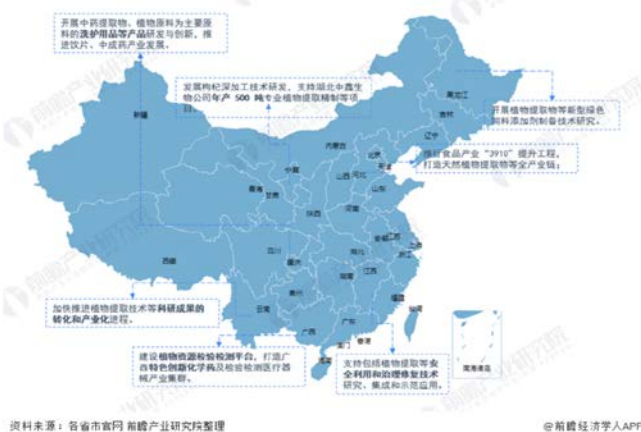 开展中药提取物、植物原料为主要原
料的洗护用品等产品研发与创新，推
进饮片、中成药产业发展。
发展枸杞深加工技术研发，支持湖北中鑫生
物公司年产 500 吨专业植物提取精制等项
目。
黑龙江
吉林
开展植物提取物等新型绿色
饲料添加剂制备技术研究。
新疆
辽宁
内蒙古
北京
天津
推进食品产业“3910”提升工程，
打造天然植物提取物等全产业链。
宁夏
山西
河北
山东
青海
甘肃
陕西
河南
江苏
安徽
上海
西藏
四川
重庆
湖北
浙江
湖南
江西
贵州
福建
台湾
加快推进植物提取技术等科研成果的
转化和产业化进程。
云南
广西
广东
香港
澳门
海南
南海诸岛
建设植物资源检验检测平台，打造广
西特色创新化学药及检验检测医疗器
械产业集群。
支持包括植物提取等安
全利用和治理修复技术
研究、集成和示范应用。
资料来源：各省市官网 前瞻产业研究院整理
@前瞻经济学人APP